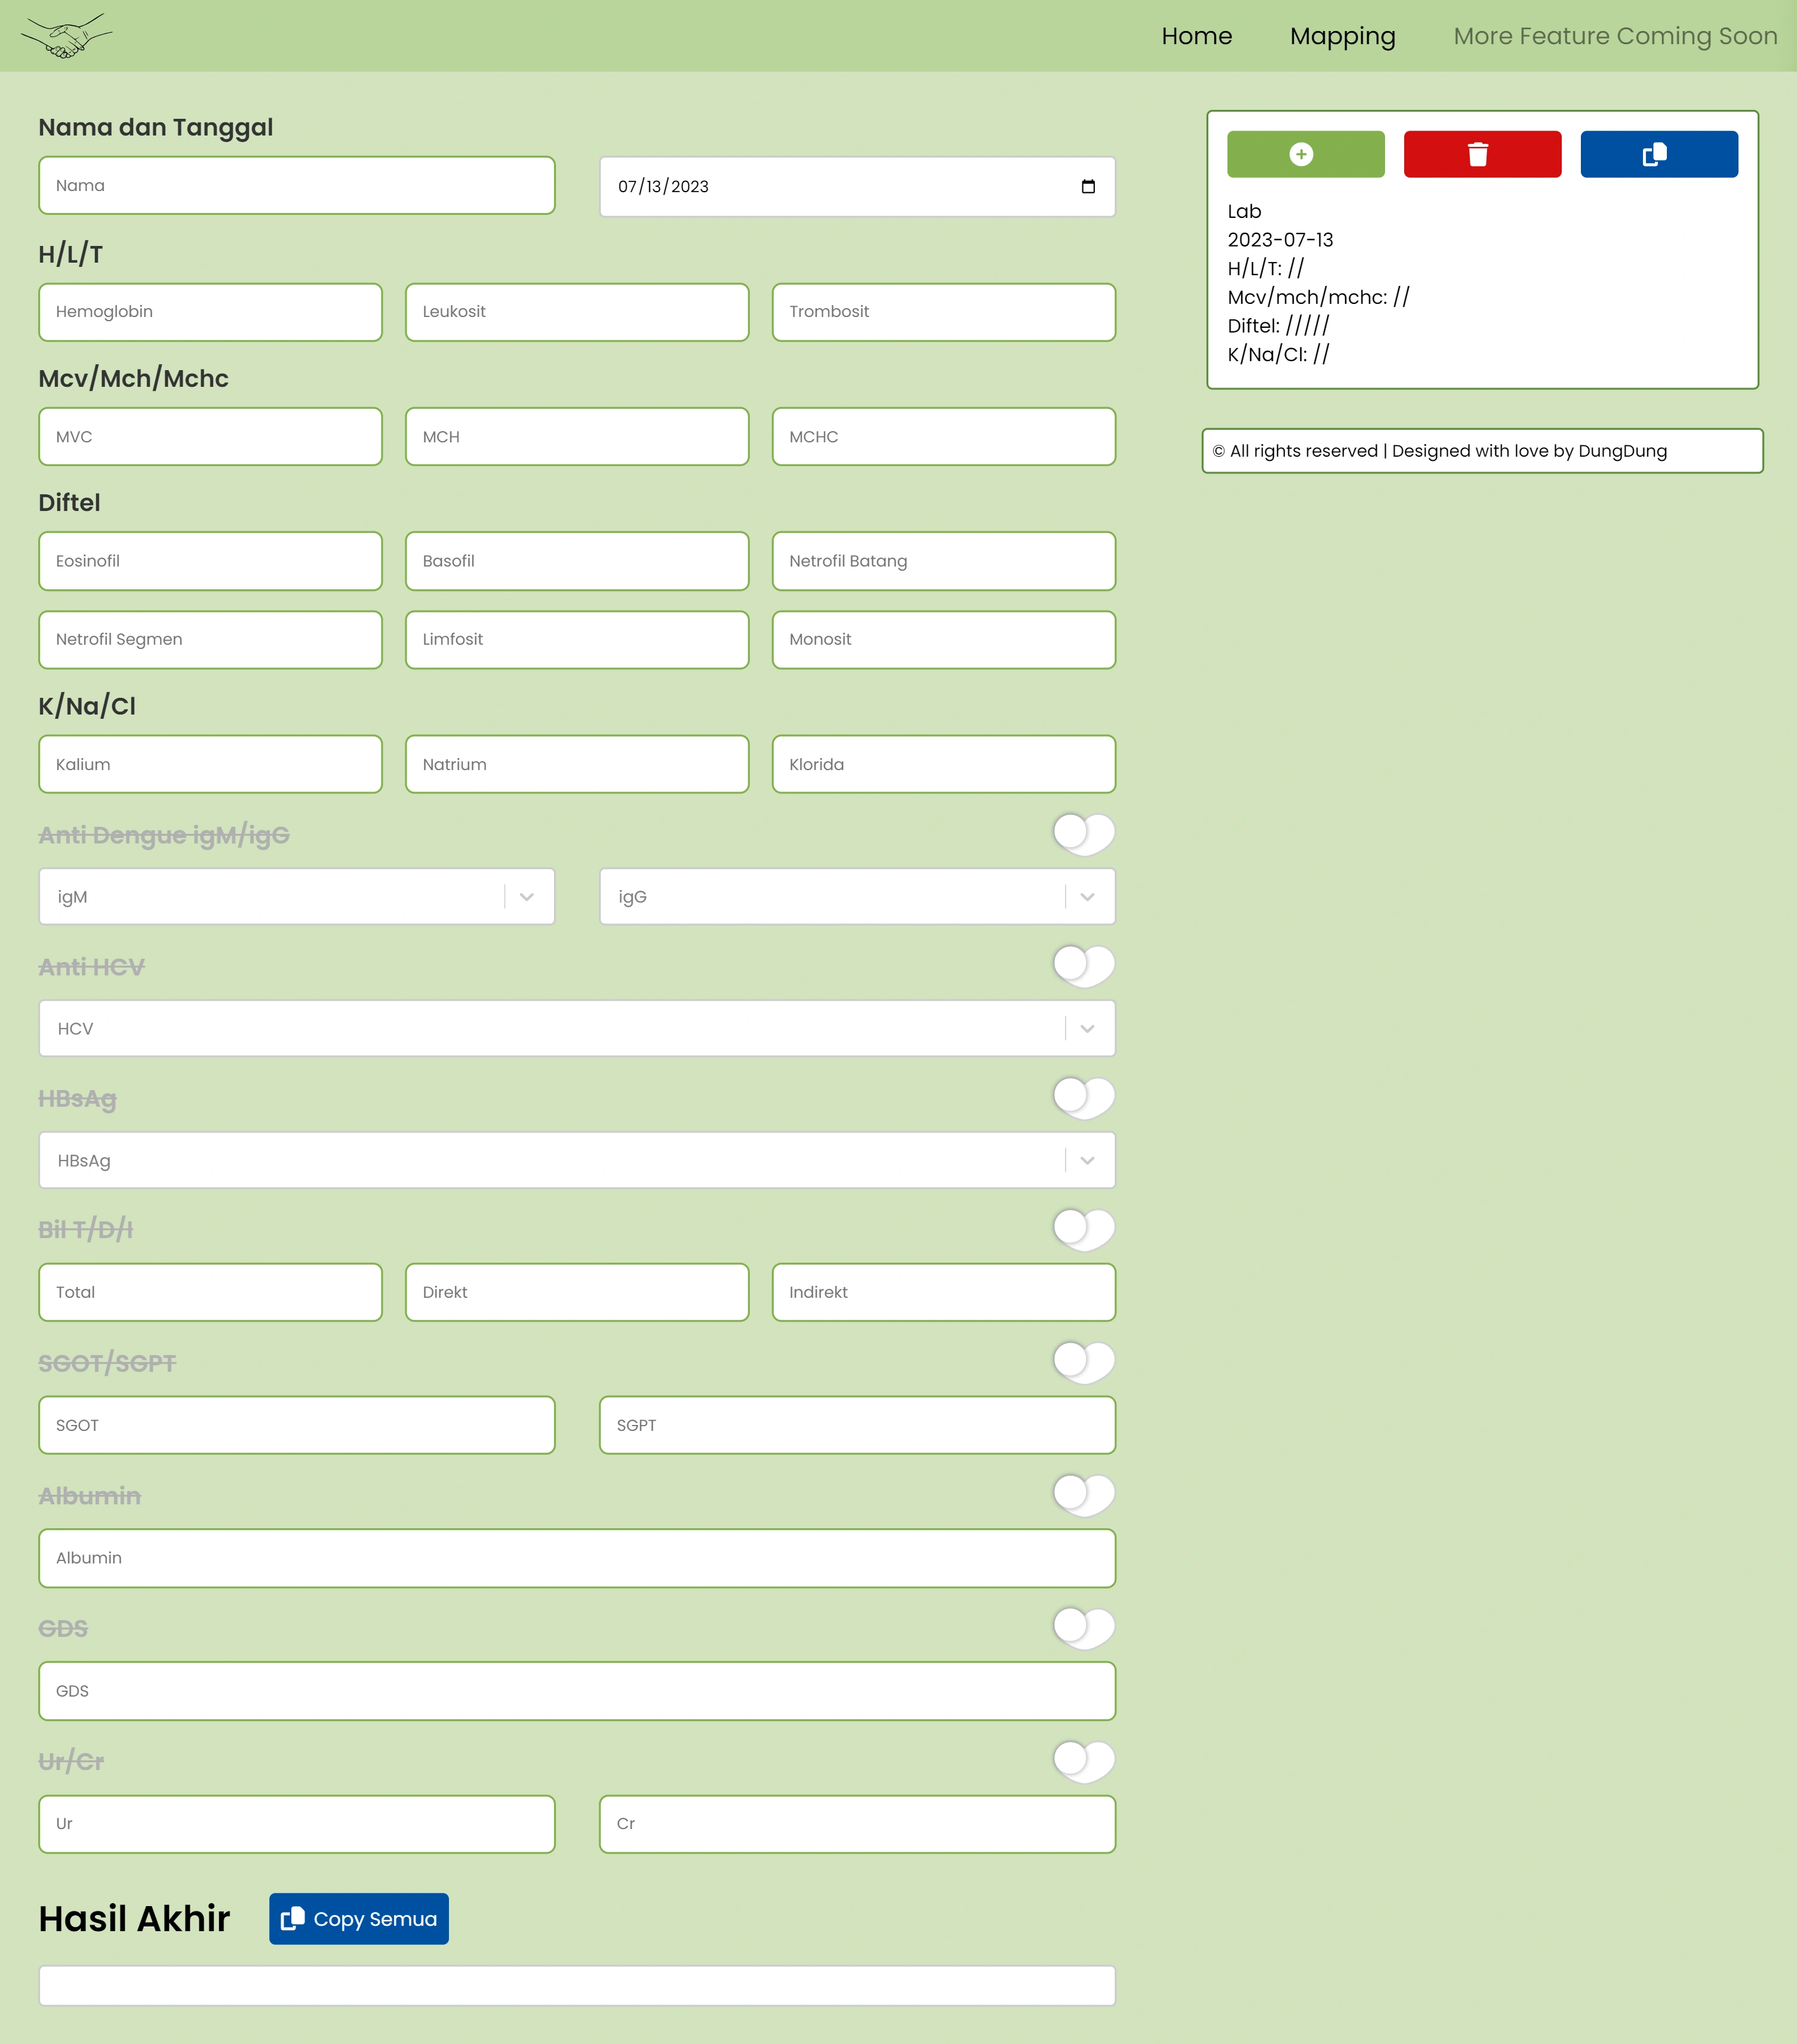 Home Mapping More Feature Coming Soon
Nama dan Tanggal
Nama 07/13/2023
H/L/T
Hemoglobin Leukosit Trombosit
Mcv/Mch/Mchc
MVC MCH MCHC
Diftel
Eosinofil Basofil Netrofil Batang
Netrofil Segmen Limfosit Monosit
K/Na/Cl
Kalium Natrium Klorida
Anti Dengue igM/igG
igM igG
Anti HCV
HCV
HBsAg
HBsAg
Bil T/D/I
Total Direkt Indirekt
SGOT/SGPT
SGOT SGPT
Albumin
Albumin
GDS
GDS
Ur/Cr
Ur Cr
Hasil Akhir Copy Semua
Lab
2023-07-13
H/L/T: //
Mcv/mch/mchc: //
Diftel: /////
K/Na/Cl: //
© All rights reserved | Designed with love by DungDung